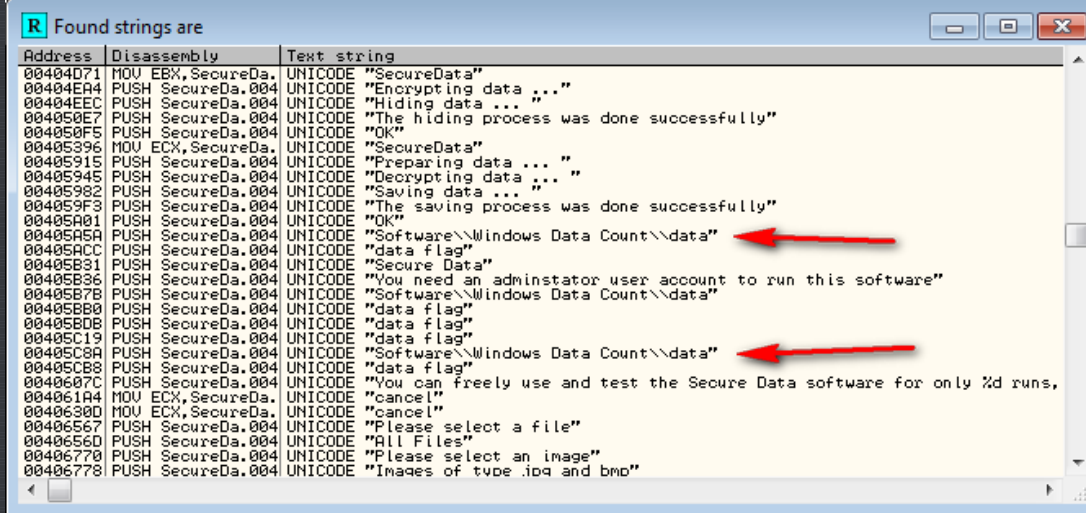 R Found strings are
Address Disassembly Text string
00404D71 MOV EBX,SecureDa. UNICODE "SecureData"
00404EA4 PUSH SecureDa.004 UNICODE "Encrypting data ..."
00404EEC PUSH SecureDa.004 UNICODE "Hiding data ... "
004050E7 PUSH SecureDa.004 UNICODE "The hiding process was done successfully"
004050F5 PUSH SecureDa.004 UNICODE "OK"
00405396 MOV ECX,SecureDa. UNICODE "SecureData"
00405915 PUSH SecureDa.004 UNICODE "Preparing data ... "
00405945 PUSH SecureDa.004 UNICODE "Decrypting data ... "
00405982 PUSH SecureDa.004 UNICODE "Saving data ... "
004059F3 PUSH SecureDa.004 UNICODE "The saving process was done successfully"
00405A01 PUSH SecureDa.004 UNICODE "OK"
00405A5A PUSH SecureDa.004 UNICODE "Software\\Windows Data Count\\data"
00405ACC PUSH SecureDa.004 UNICODE "data flag"
00405B31 PUSH SecureDa.004 UNICODE "Secure Data"
00405B36 PUSH SecureDa.004 UNICODE "You need an adminstator user account to run this software"
00405B7B PUSH SecureDa.004 UNICODE "Software\\Windows Data Count\\data"
00405BB0 PUSH SecureDa.004 UNICODE "data flag"
00405BDB PUSH SecureDa.004 UNICODE "data flag"
00405C19 PUSH SecureDa.004 UNICODE "data flag"
00405C8A PUSH SecureDa.004 UNICODE "Software\\Windows Data Count\\data"
00405CB8 PUSH SecureDa.004 UNICODE "data flag"
0040607C PUSH SecureDa.004 UNICODE "You can freely use and test the Secure Data software for only %d runs,
004061A4 MOV ECX,SecureDa. UNICODE "cancel"
0040630D MOV ECX,SecureDa. UNICODE "cancel"
00406567 PUSH SecureDa.004 UNICODE "Please select a file"
0040656D PUSH SecureDa.004 UNICODE "All Files"
00406770 PUSH SecureDa.004 UNICODE "Please select an image"
00406778 PUSH SecureDa.004 UNICODE "Images of type .jpg and bmp"